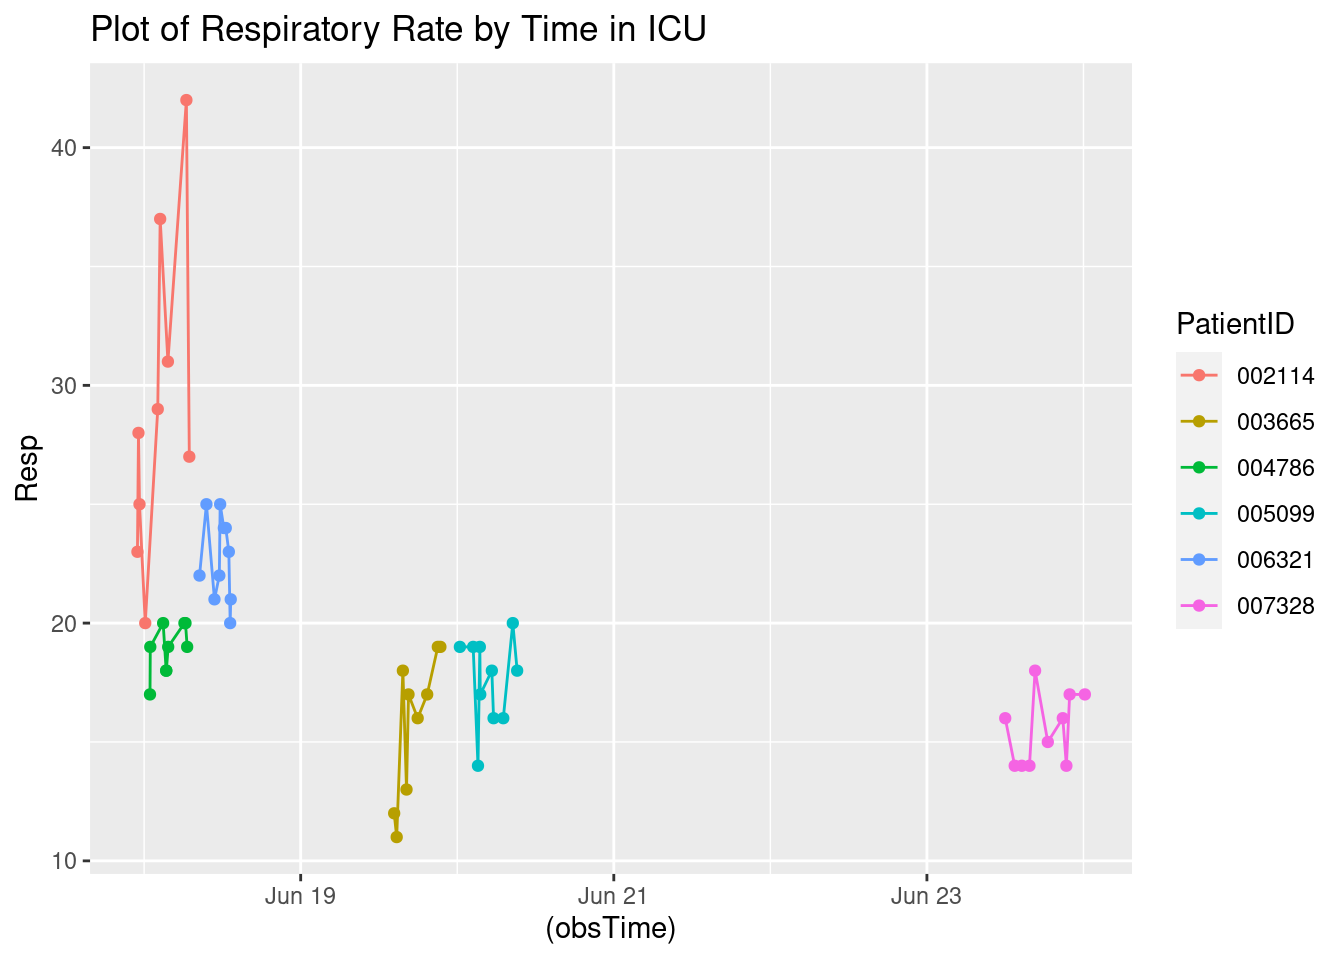 Plot of Respiratory Rate by Time in ICU
40
30
20
10
Resp
Jun 19
Jun 21
Jun 23
(obsTime)
PatientID
002114
003665
004786
005099
006321
007328